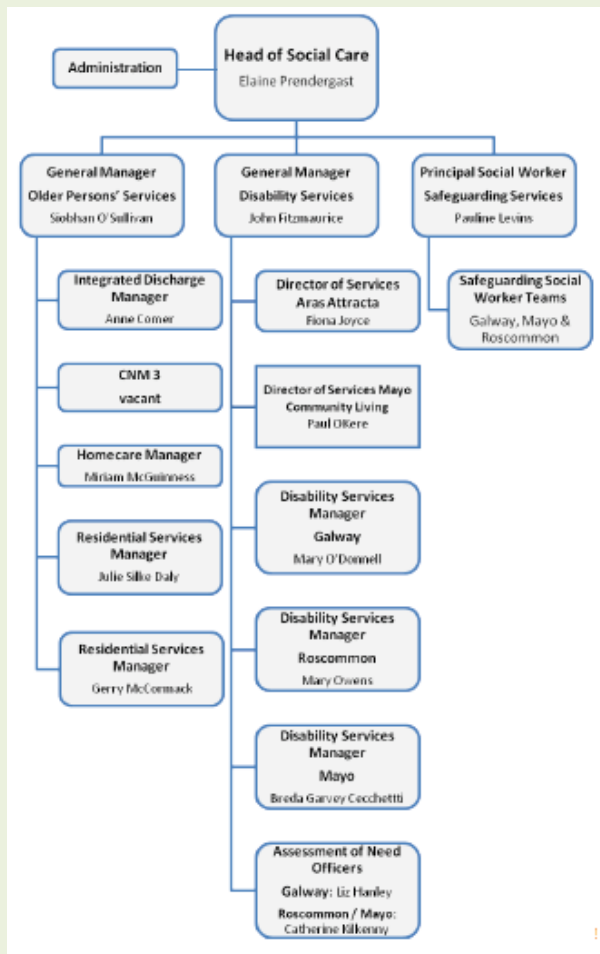 Head of Social Care
Elaine Prendergast
Administration
General Manager
Older Persons' Services
Siobhan O'Sullivan
General Manager
Disability Services
John Fitzmaurice
Principal Social Worker
Safeguarding Services
Pauline Levins
Integrated Discharge
Manager
Anne Comer
CNM 3
vacant
Homecare Manager
Miriam McGuinness
Residential Services
Manager
Julie Silke Daly
Residential Services
Manager
Gerry McCormack
Director of Services
Aras Attracta
Fiona Joyce
Director of Services Mayo
Community Living
Paul OKere
Disability Services
Manager
Galway
Mary O'Donnell
Disability Services
Manager
Roscommon
Mary Owens
Disability Services
Manager
Mayo
Breda Garvey Cecchettti
Assessment of Need
Officers
Galway: Liz Hanley
Roscommon / Mayo:
Catherine Kilkenny
Safeguarding Social
Worker Teams
Galway, Mayo &
Roscommon